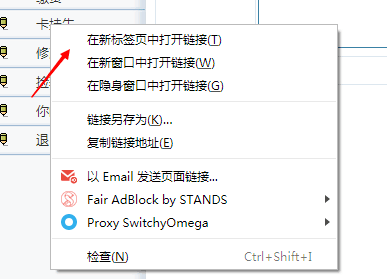 卡挂失
在新标签页中打开链接(T)
修
在新窗口中打开链接(W)
捡
在隐身窗口中打开链接(G)
你
链接另存为(K)...
退
复制链接地址(E)
以 Email 发送页面链接...
Fair AdBlock by STANDS
Proxy SwitchyOmega
检查(N) Ctrl+Shift+I